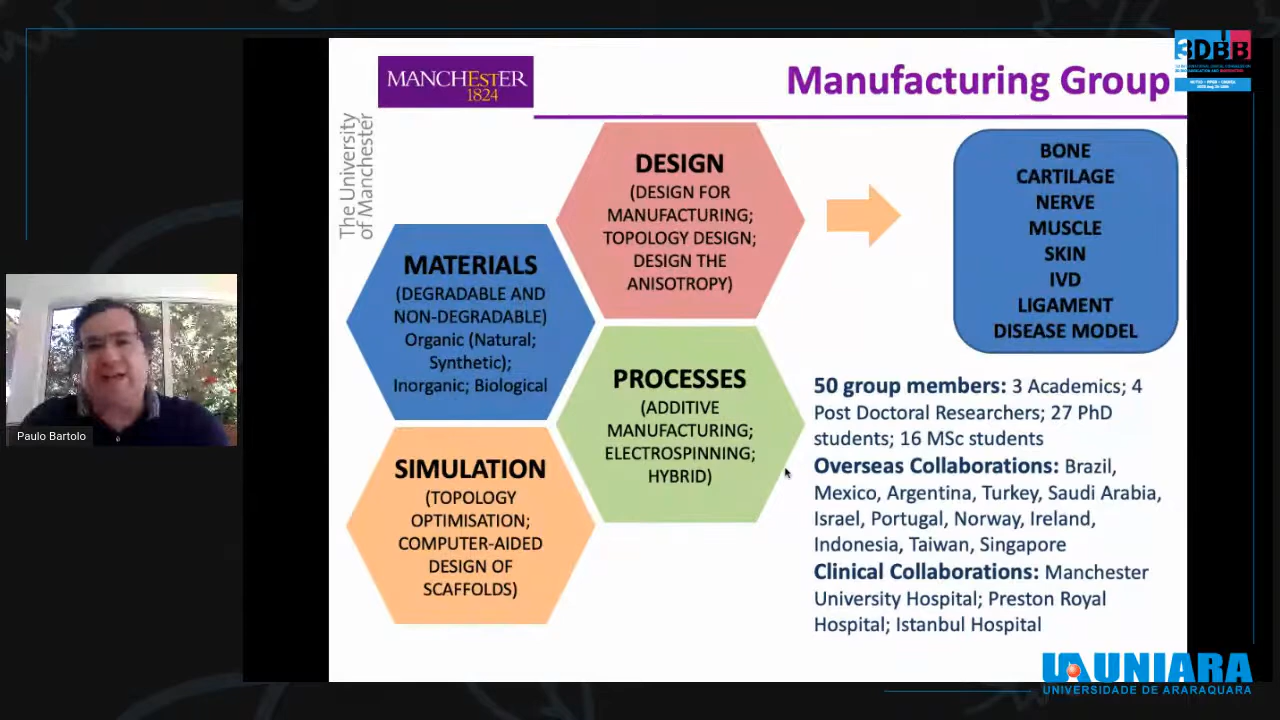 MANCHESTER
1824
The University
of Manchester
Manufacturing Group
3DBB
DESIGN
(DESIGN FOR
MANUFACTURING;
TOPOLOGY DESIGN;
DESIGN THE
ANISOTROPY)
MATERIALS
(DEGRADABLE AND
NON-DEGRADABLE)
Organic (Natural;
Synthetic);
Inorganic; Biological
PROCESSES
(ADDITIVE
MANUFACTURING;
ELECTROSPINNING;
HYBRID)
SIMULATION
(TOPOLOGY
OPTIMISATION;
COMPUTER-AIDED
DESIGN OF
SCAFFOLDS)
BONE
CARTILAGE
NERVE
MUSCLE
SKIN
IVD
LIGAMENT
DISEASE MODEL
50 group members: 3 Academics; 4
Post Doctoral Researchers; 27 PhD
students; 16 MSc students
Overseas Collaborations: Brazil,
Mexico, Argentina, Turkey, Saudi Arabia,
Israel, Portugal, Norway, Ireland,
Indonesia, Taiwan, Singapore
Clinical Collaborations: Manchester
University Hospital; Preston Royal
Hospital; Istanbul Hospital
Paulo Bartolo
UNIARA
UNIVERSIDADE DE ARARAQUARA